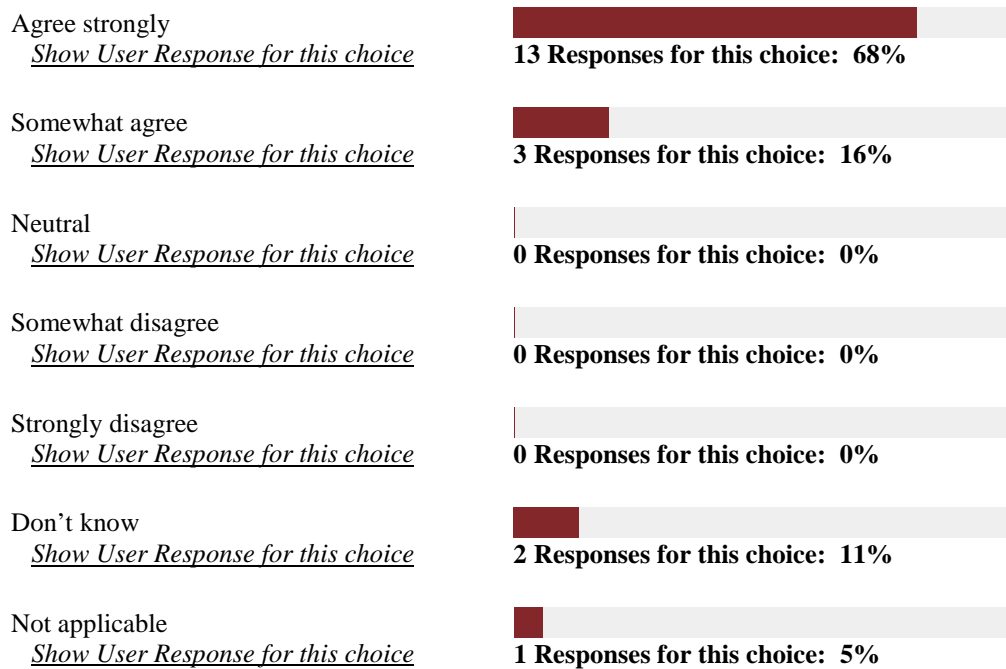 Agree strongly
Show User Response for this choice
13 Responses for this choice:  68%
Somewhat agree
Show User Response for this choice
3 Responses for this choice:  16%
Neutral
Show User Response for this choice
0 Responses for this choice:  0%
Somewhat disagree
Show User Response for this choice
0 Responses for this choice:  0%
Strongly disagree
Show User Response for this choice
0 Responses for this choice:  0%
Don’t know
Show User Response for this choice
2 Responses for this choice:  11%
Not applicable
Show User Response for this choice
1 Responses for this choice:  5%